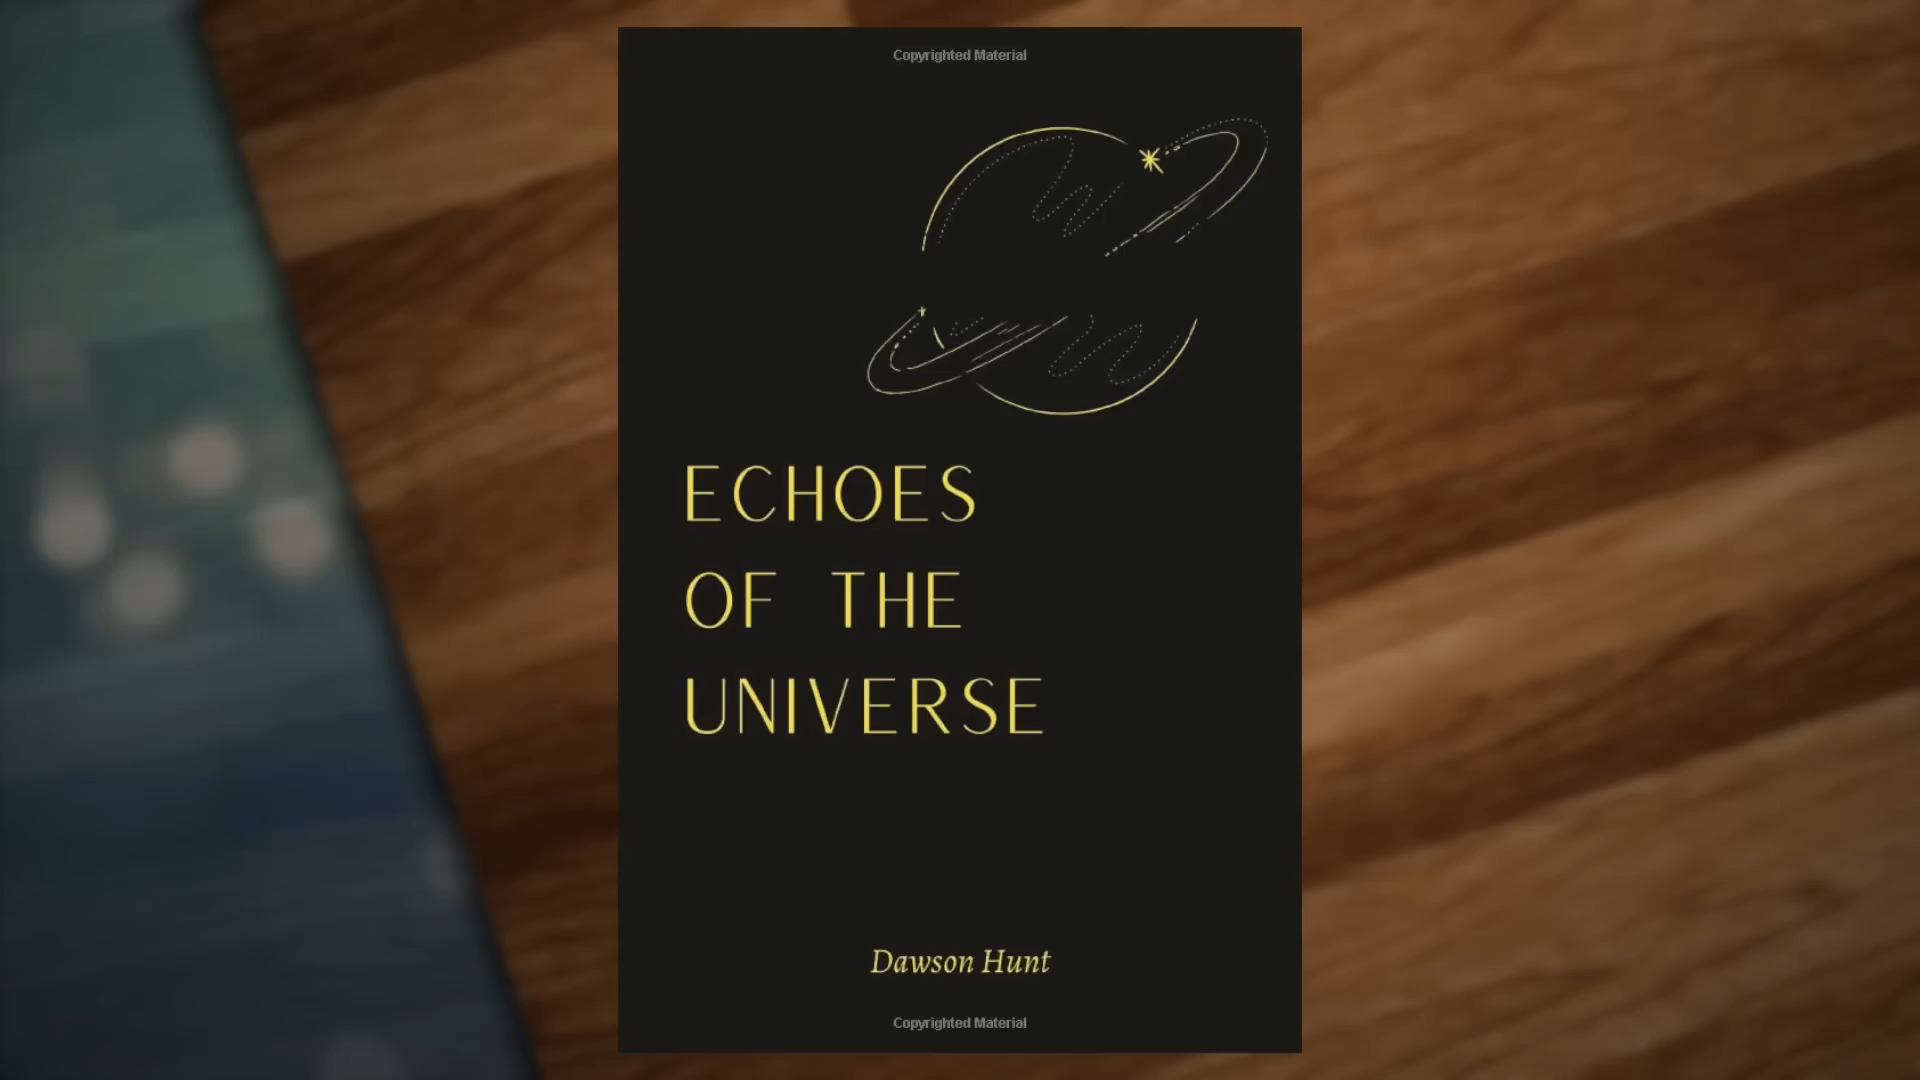 Copyrighted Material
ECHOES
OF THE
UNIVERSE
Dawson Hunt
Copyrighted Material